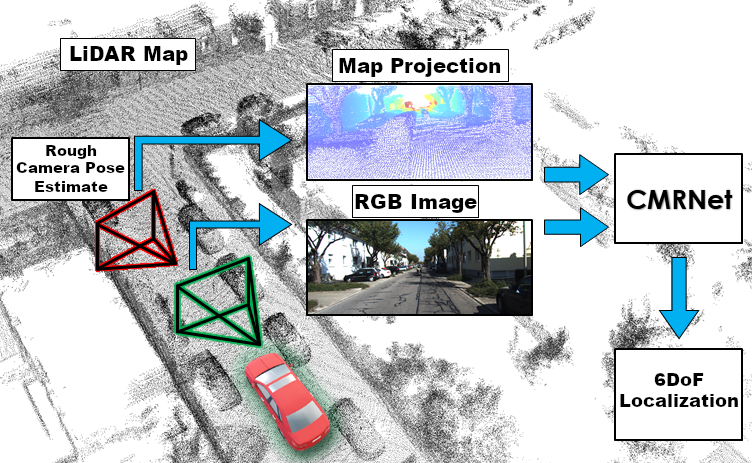 LiDAR Map
Map Projection
Rough
Camera Pose
Estimate
RGB Image
CMRNet
6DoF
Localization